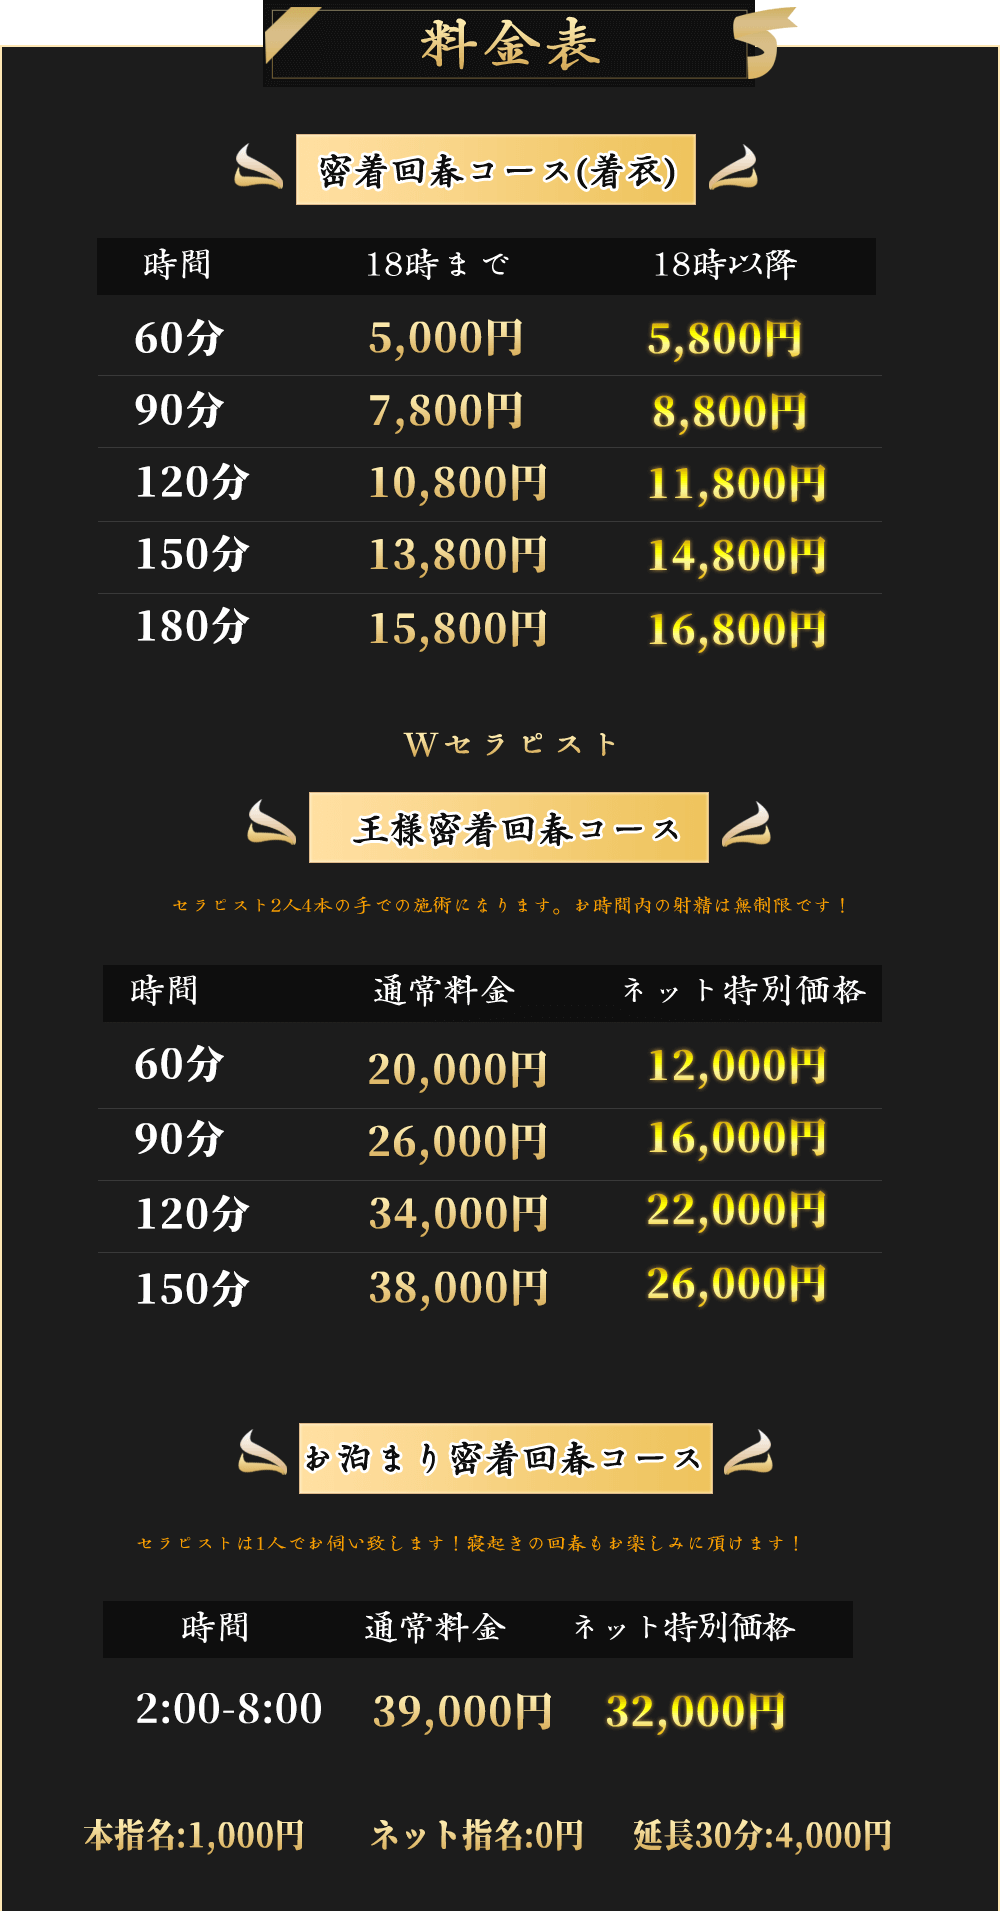 料金表
密着回春コース(着衣)
時間 18時まで 18時以降
60分 5,000円 5,800円
90分 7,800円 8,800円
120分 10,800円 11,800円
150分 13,800円 14,800円
180分 15,800円 16,800円
Wセラピスト
王様密着回春コース
セラピスト2人4本の手での施術になります。お時間内の射精は無制限です！
時間 通常料金 ネット特別価格
60分 20,000円 12,000円
90分 26,000円 16,000円
120分 34,000円 22,000円
150分 38,000円 26,000円
お泊まり密着回春コース
セラピストは1人でお伺い致します！寝起きの回春もお楽しみに頂けます！
時間 通常料金 ネット特別価格
2:00-8:00 39,000円 32,000円
本指名:1,000円 ネット指名:0円 延長30分:4,000円